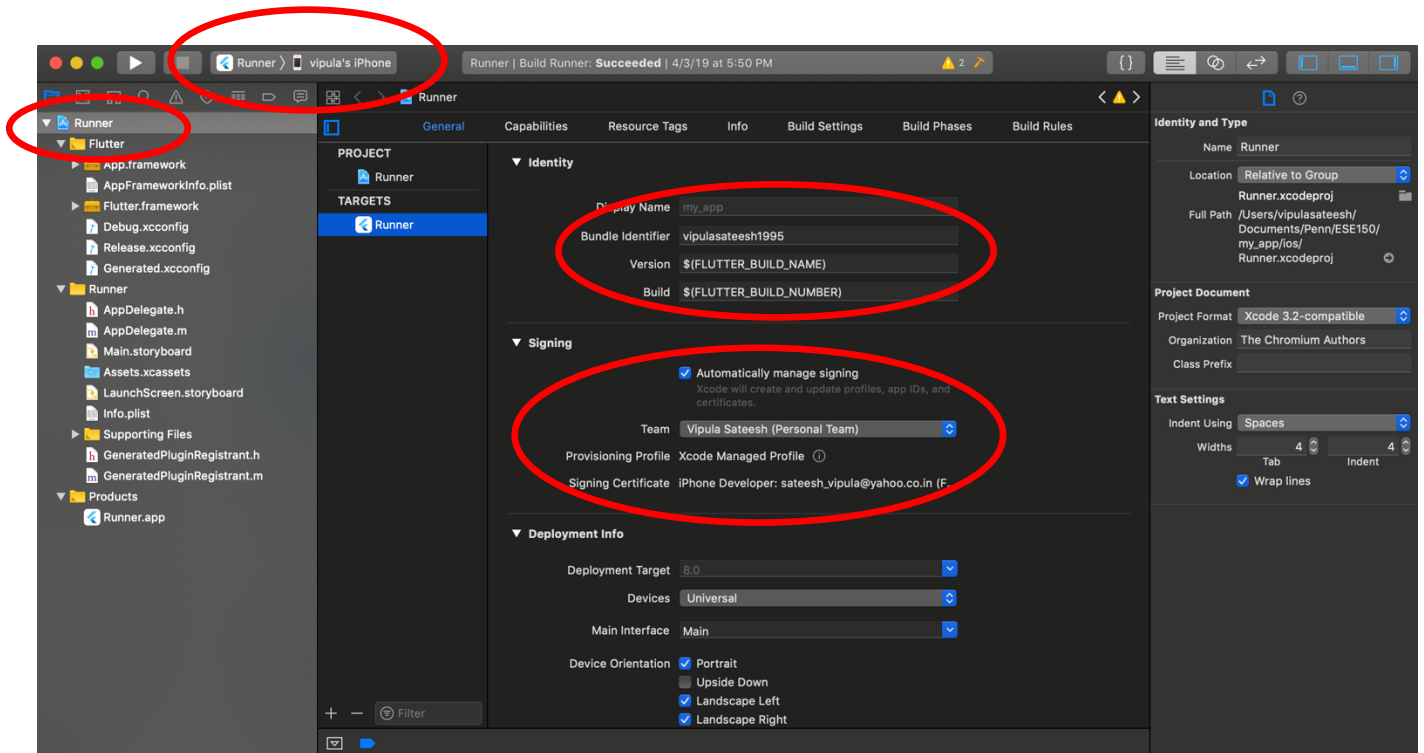 Runner 〉 vipula's iPhone
Runner | Build Runner: Succeeded | 4/3/19 at 5:50 PM
2
{}
Runner
Flutter
App.framework
AppFrameworkInfo.plist
Flutter.framework
Debug.xcconfig
Release.xcconfig
Generated.xcconfig
Runner
AppDelegate.h
AppDelegate.m
Main.storyboard
Assets.xcassets
LaunchScreen.storyboard
Info.plist
Supporting Files
GeneratedPluginRegistrant.h
GeneratedPluginRegistrant.m
Products
Runner.app
Runner
General Capabilities Resource Tags Info Build Settings Build Phases Build Rules
PROJECT
Runner
TARGETS
Runner
Filter
Identity
Display Name my_app
Bundle Identifier vipulasateesh1995
Version $(FLUTTER_BUILD_NAME)
Build $(FLUTTER_BUILD_NUMBER)
Signing
Automatically manage signing
Xcode will create and update profiles, app IDs, and
certificates.
Team Vipula Sateesh (Personal Team)
Provisioning Profile Xcode Managed Profile
Signing Certificate iPhone Developer: sateesh_vipula@yahoo.co.in (F...
Deployment Info
Deployment Target 8.0
Devices Universal
Main Interface Main
Device Orientation Portrait
Upside Down
Landscape Left
Landscape Right
Identity and Type
Name Runner
Location Relative to Group
Runner.xcodeproj
Full Path /Users/vipulasateesh/
Documents/Penn/ESE150/
my_app/ios/
Runner.xcodeproj
Project Document
Project Format Xcode 3.2-compatible
Organization The Chromium Authors
Class Prefix
Text Settings
Indent Using Spaces
Widths 4 4
Tab Indent
Wrap lines